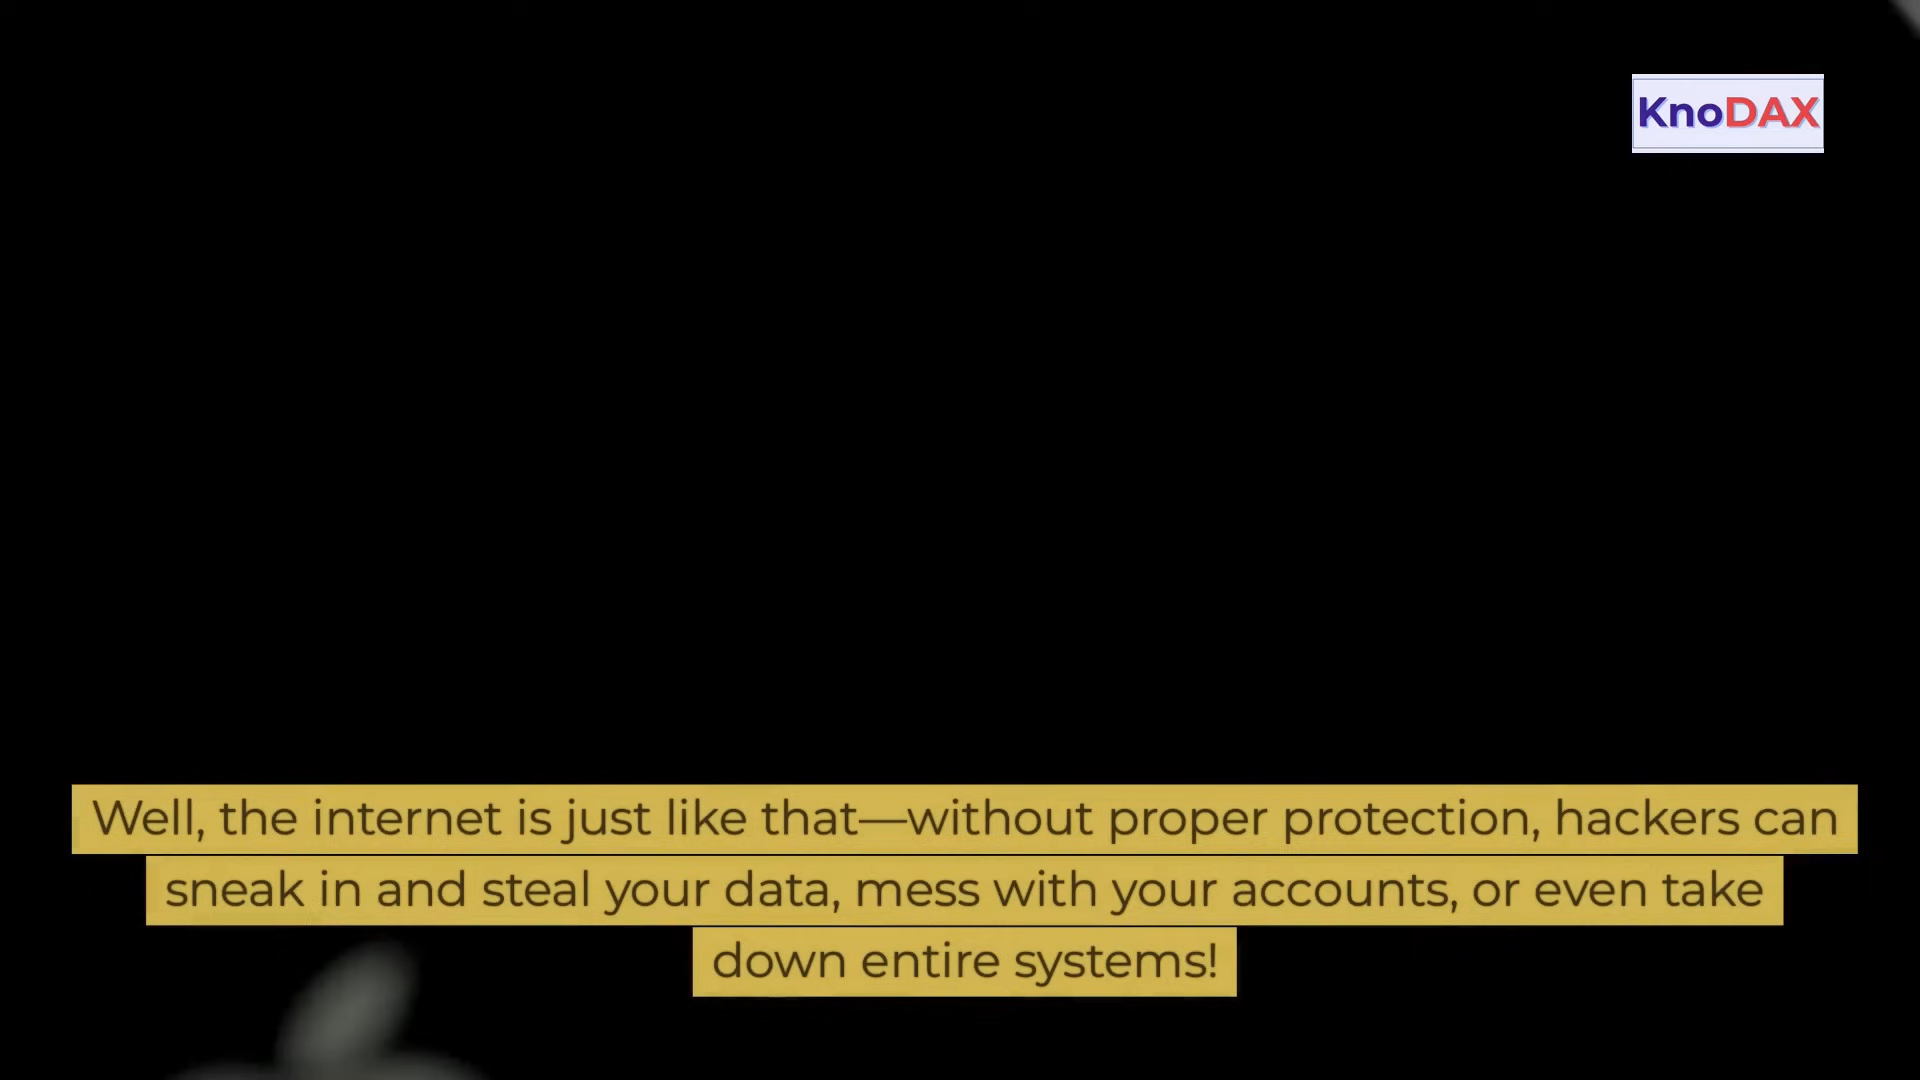 KnoDAX
Well, the internet is just like that—without proper protection, hackers can
sneak in and steal your data, mess with your accounts, or even take
down entire systems!